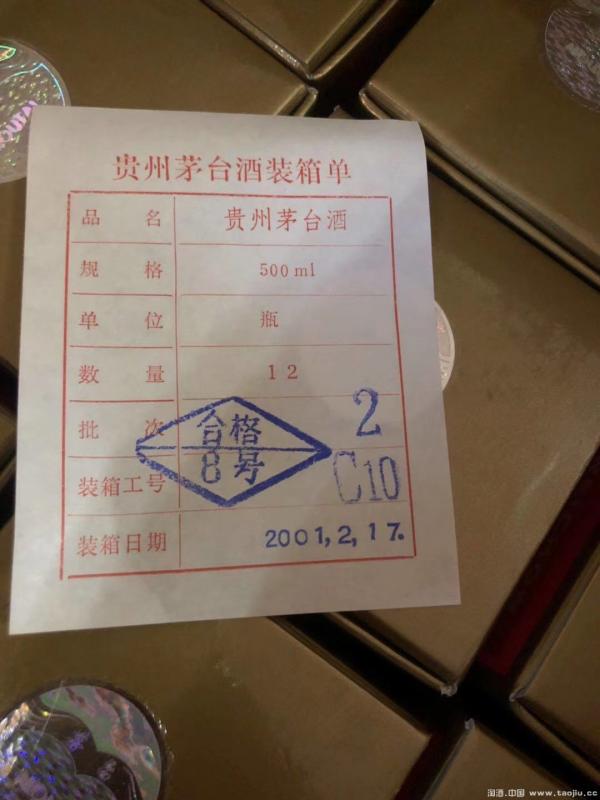 贵州茅台酒装箱单
品 名 贵州茅台酒
规 格 500ml
单 位 瓶
数 量 12
批 次 2
合格
8号
装箱工号 C10
装箱日期 2001,2,17.
淘酒.中国 / www.taojiu.cc